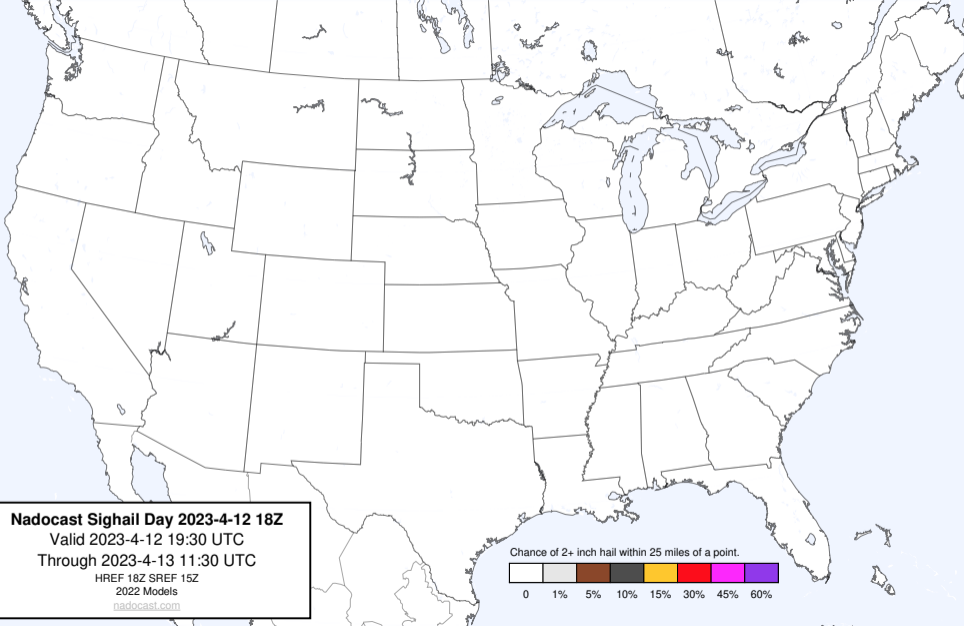 Nadocast Sighail Day 2023-4-12 18Z
Valid 2023-4-12 19:30 UTC
Through 2023-4-13 11:30 UTC
HREF 18Z SREF 15Z
2022 Models
nadocast.com
Chance of 2+ inch hail within 25 miles of a point.
0 1% 5% 10% 15% 30% 45% 60%